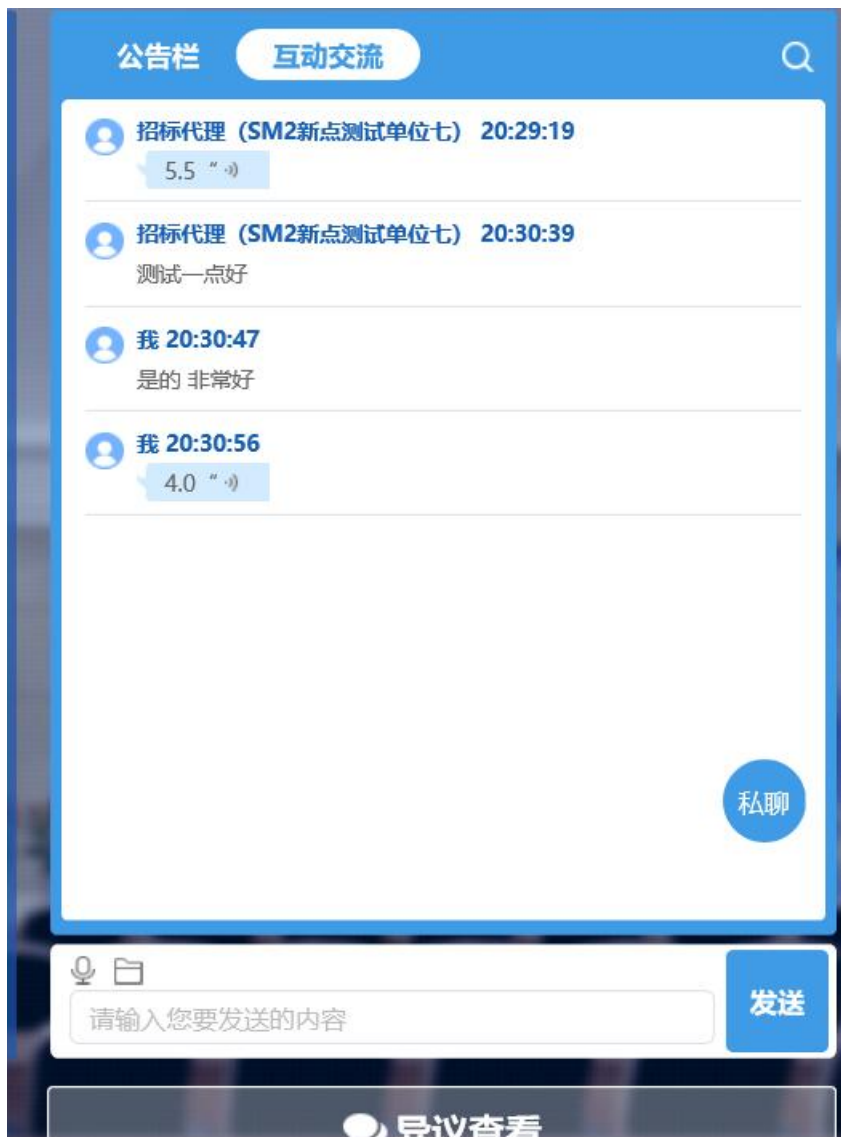 公告栏 互动交流
招标代理（SM2新点测试单位七） 20:29:19
5.5 “
招标代理（SM2新点测试单位七） 20:30:39
测试一点好
我 20:30:47
是的 非常好
我 20:30:56
4.0 “
私聊
请输入您要发送的内容
发送
异议查看